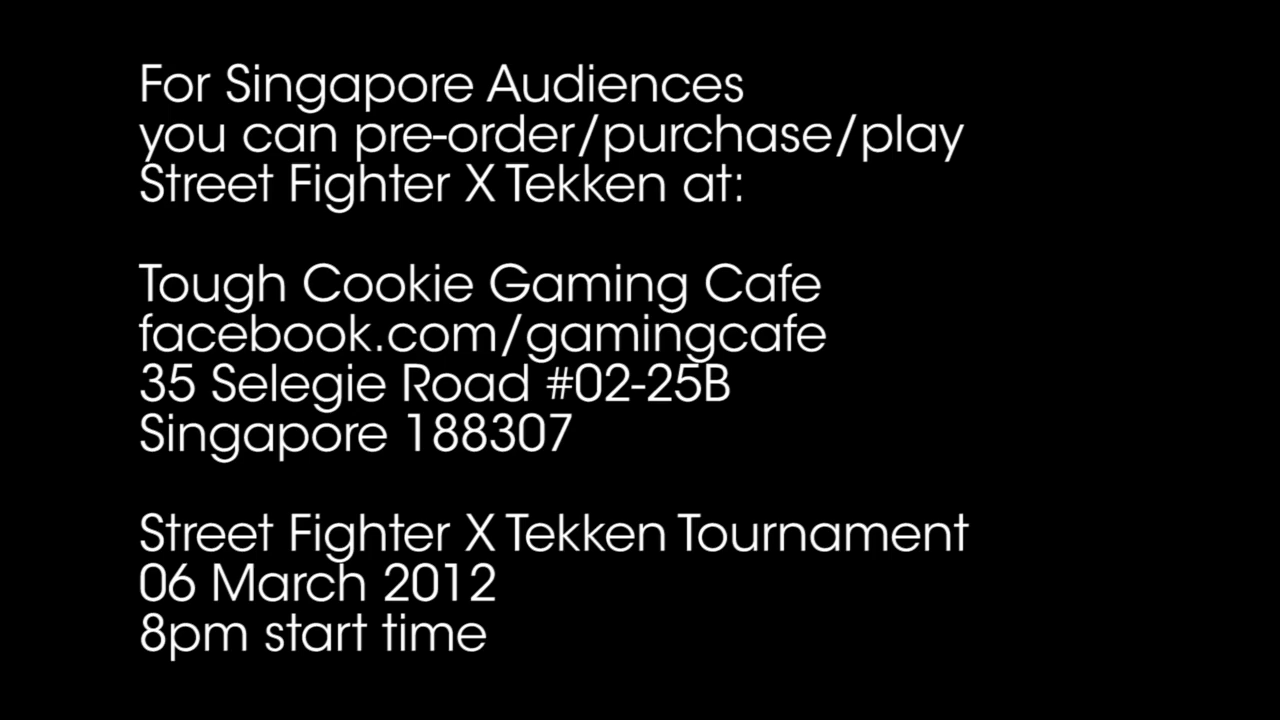 For Singapore Audiences
you can pre-order/purchase/play
Street Fighter X Tekken at:
Tough Cookie Gaming Cafe
facebook.com/gamingcafe
35 Selegie Road #02-25B
Singapore 188307
Street Fighter X Tekken Tournament
06 March 2012
8pm start time